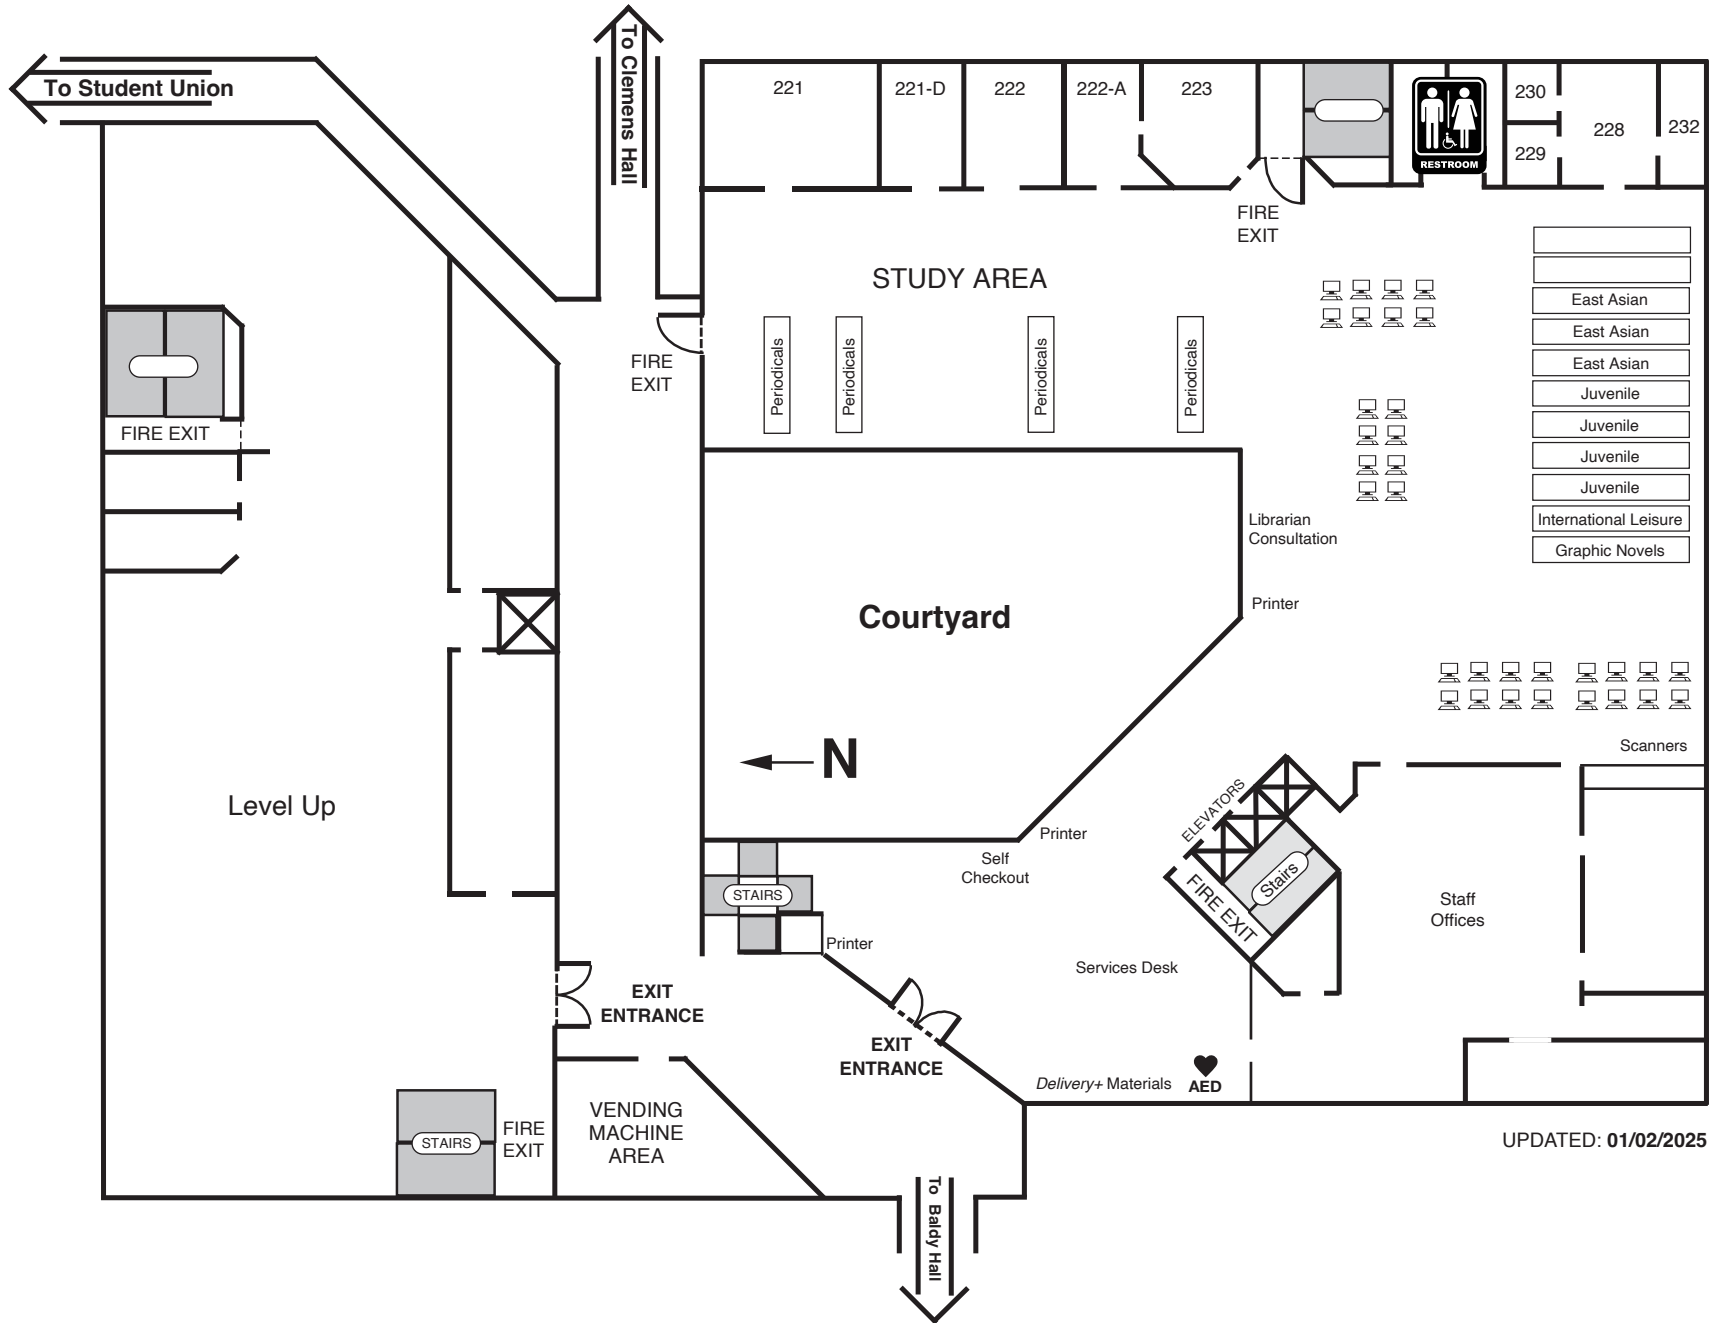 To Student Union
To Clemens Hall
221
221-D
222
222-A
223
RESTROOM
230
229
228
232
FIRE
EXIT
STUDY AREA
FIRE
EXIT
Periodicals
Periodicals
Periodicals
Periodicals
East Asian
East Asian
East Asian
Juvenile
Juvenile
Juvenile
Juvenile
International Leisure
Graphic Novels
FIRE EXIT
Librarian
Consultation
Courtyard
Printer
N
Scanners
Level Up
ELEVATORS
Printer
Self
Checkout
STAIRS
Stairs
FIRE EXIT
Staff
Offices
Printer
Services Desk
EXIT
ENTRANCE
EXIT
ENTRANCE
Delivery+ Materials
AED
VENDING
MACHINE
AREA
STAIRS
FIRE
EXIT
UPDATED: 01/02/2025
To Baldy Hall